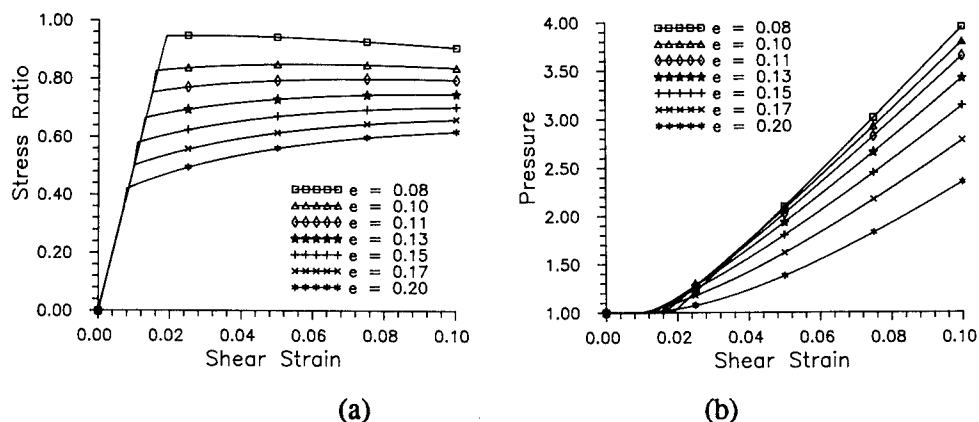 1.00
0.80
0.60
0.40
0.20
0.00
Stress Ratio
e = 0.08
e = 0.10
e = 0.11
e = 0.13
e = 0.15
e = 0.17
e = 0.20
0.00 0.02 0.04 0.06 0.08 0.10
Shear Strain
(a)
4.00
3.50
3.00
2.50
2.00
1.50
1.00
Pressure
e = 0.08
e = 0.10
e = 0.11
e = 0.13
e = 0.15
e = 0.17
e = 0.20
0.00 0.02 0.04 0.06 0.08 0.10
Shear Strain
(b)